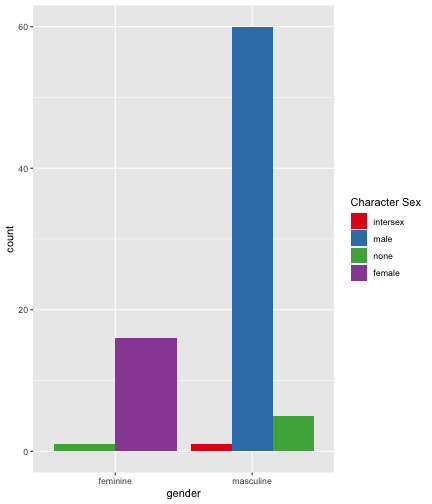 60
40
20
0
count
feminine
masculine
gender
Character Sex
intersex
male
none
female